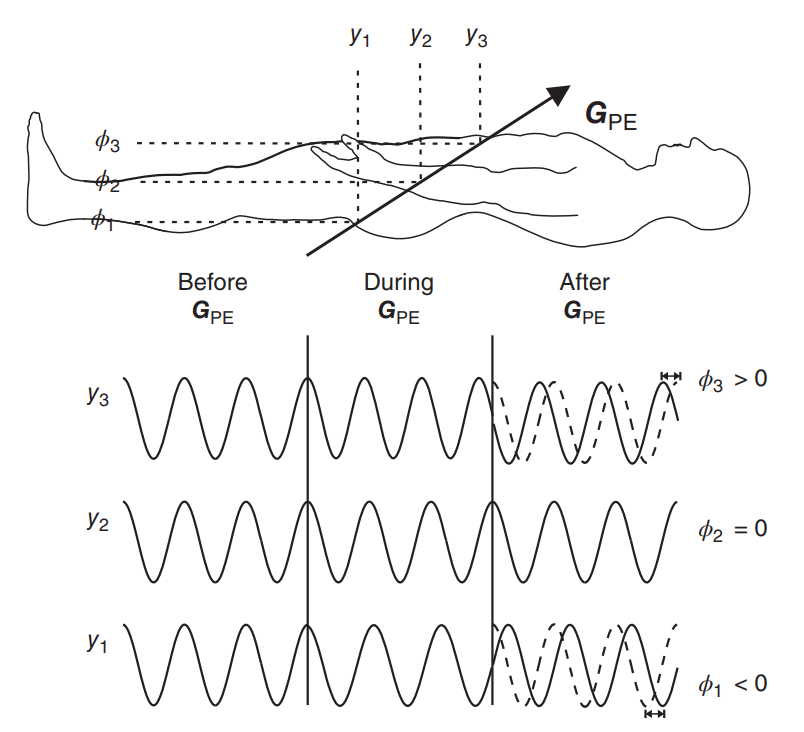 y1 y2 y3
GPE
ϕ3
ϕ2
ϕ1
Before During After
GPE GPE GPE
y3 ϕ3 > 0
y2 ϕ2 = 0
y1 ϕ1 < 0